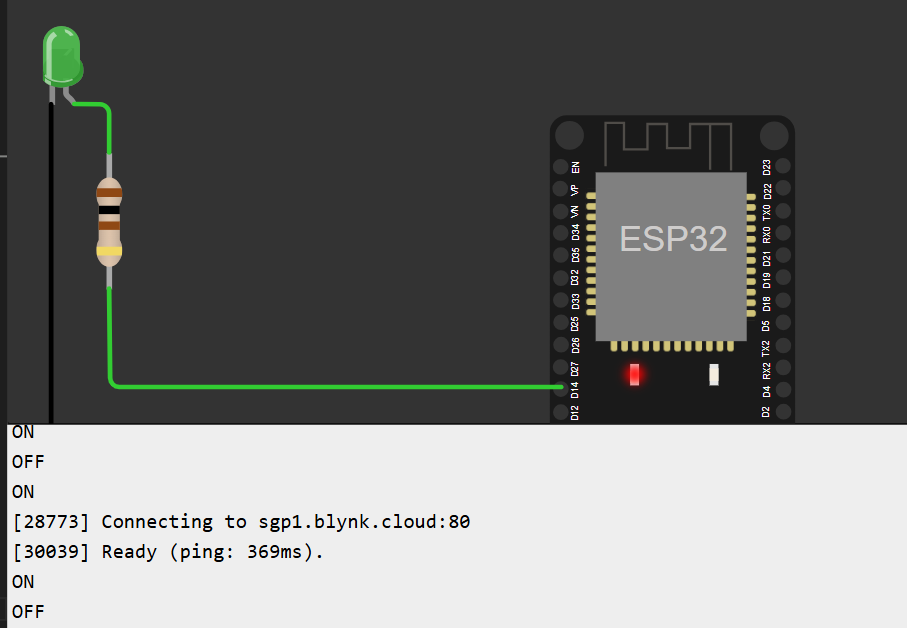 ESP32
EN
VP
VN
D34
D35
D32
D33
D25
D26
D27
D14
D12
D23
D22
TX0
RX0
D21
D19
D18
D5
TX2
RX2
D4
D2
ON
OFF
ON
[28773] Connecting to sgp1.blynk.cloud:80
[30039] Ready (ping: 369ms).
ON
OFF